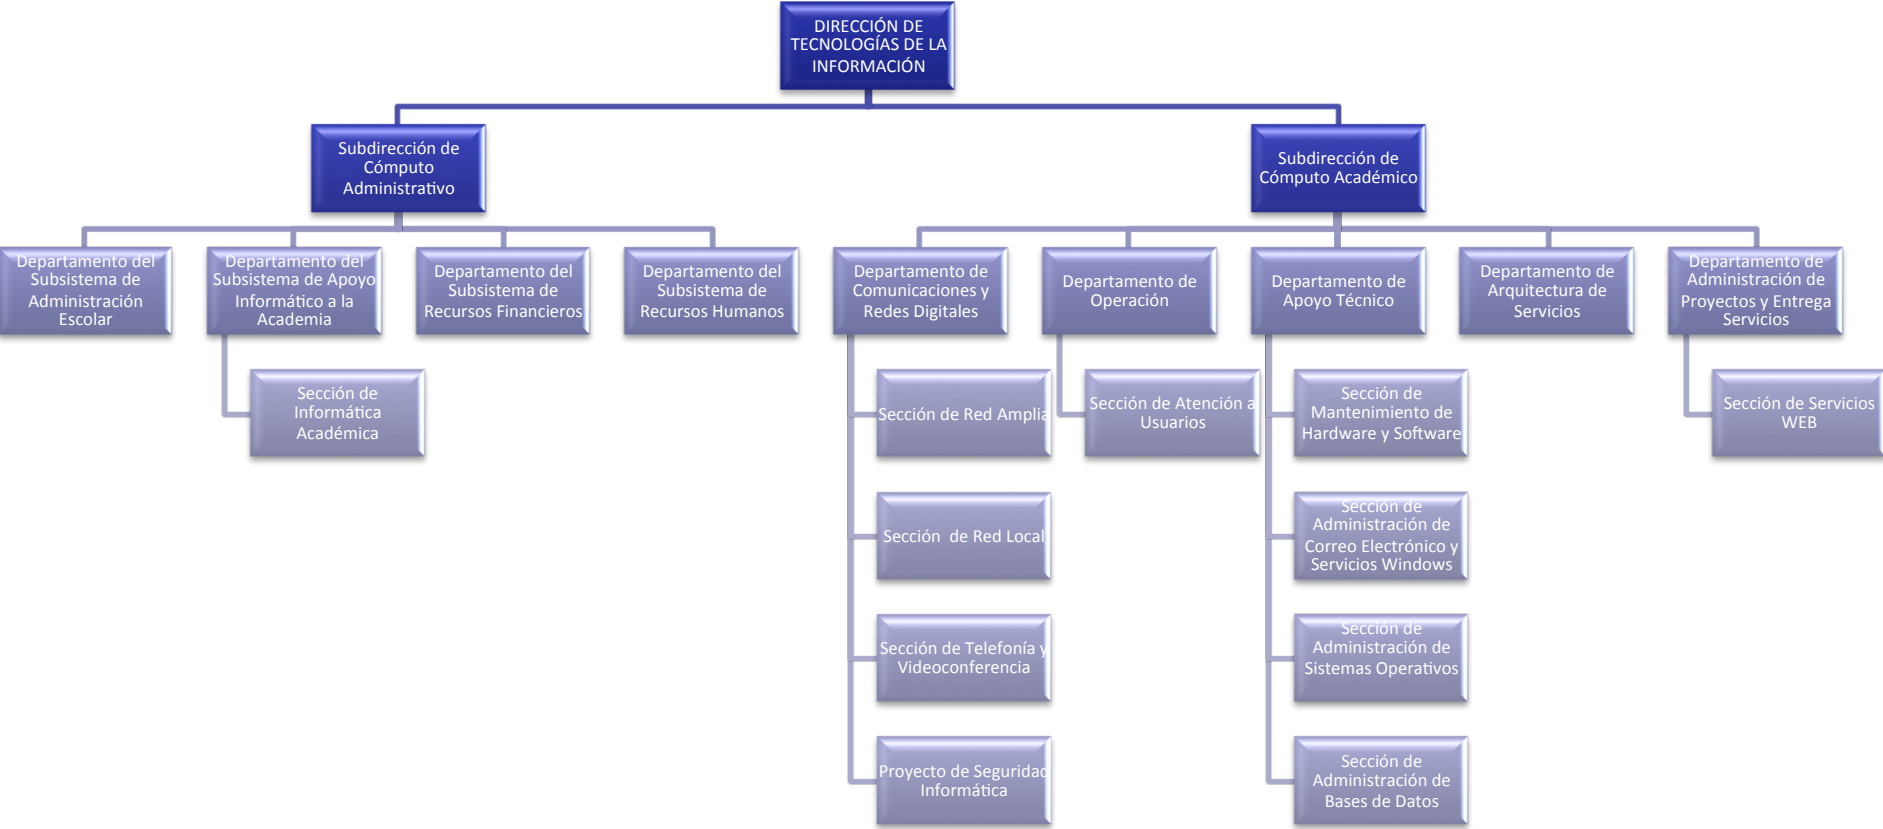 DIRECCIÓN DE
TECNOLOGÍAS DE LA
INFORMACIÓN
Subdirección de
Cómputo
Administrativo
Subdirección de
Cómputo Académico
Departamento del
Subsistema de
Administración
Escolar
Departamento del
Subsistema de Apoyo
Informático a la
Academia
Departamento del
Subsistema de
Recursos Financieros
Departamento del
Subsistema de
Recursos Humanos
Departamento de
Comunicaciones y
Redes Digitales
Departamento de
Operación
Departamento de
Apoyo Técnico
Departamento de
Arquitectura de
Servicios
Departamento de
Administración de
Proyectos y Entrega
Servicios
Sección de
Informática
Académica
Sección de Red Amplia
Sección de Atención a
Usuarios
Sección de
Mantenimiento de
Hardware y Software
Sección de Servicios
WEB
Sección de Red Local
Sección de
Administración de
Correo Electrónico y
Servicios Windows
Sección de Telefonía y
Videoconferencia
Sección de
Administración de
Sistemas Operativos
Proyecto de Seguridad
Informática
Sección de
Administración de
Bases de Datos